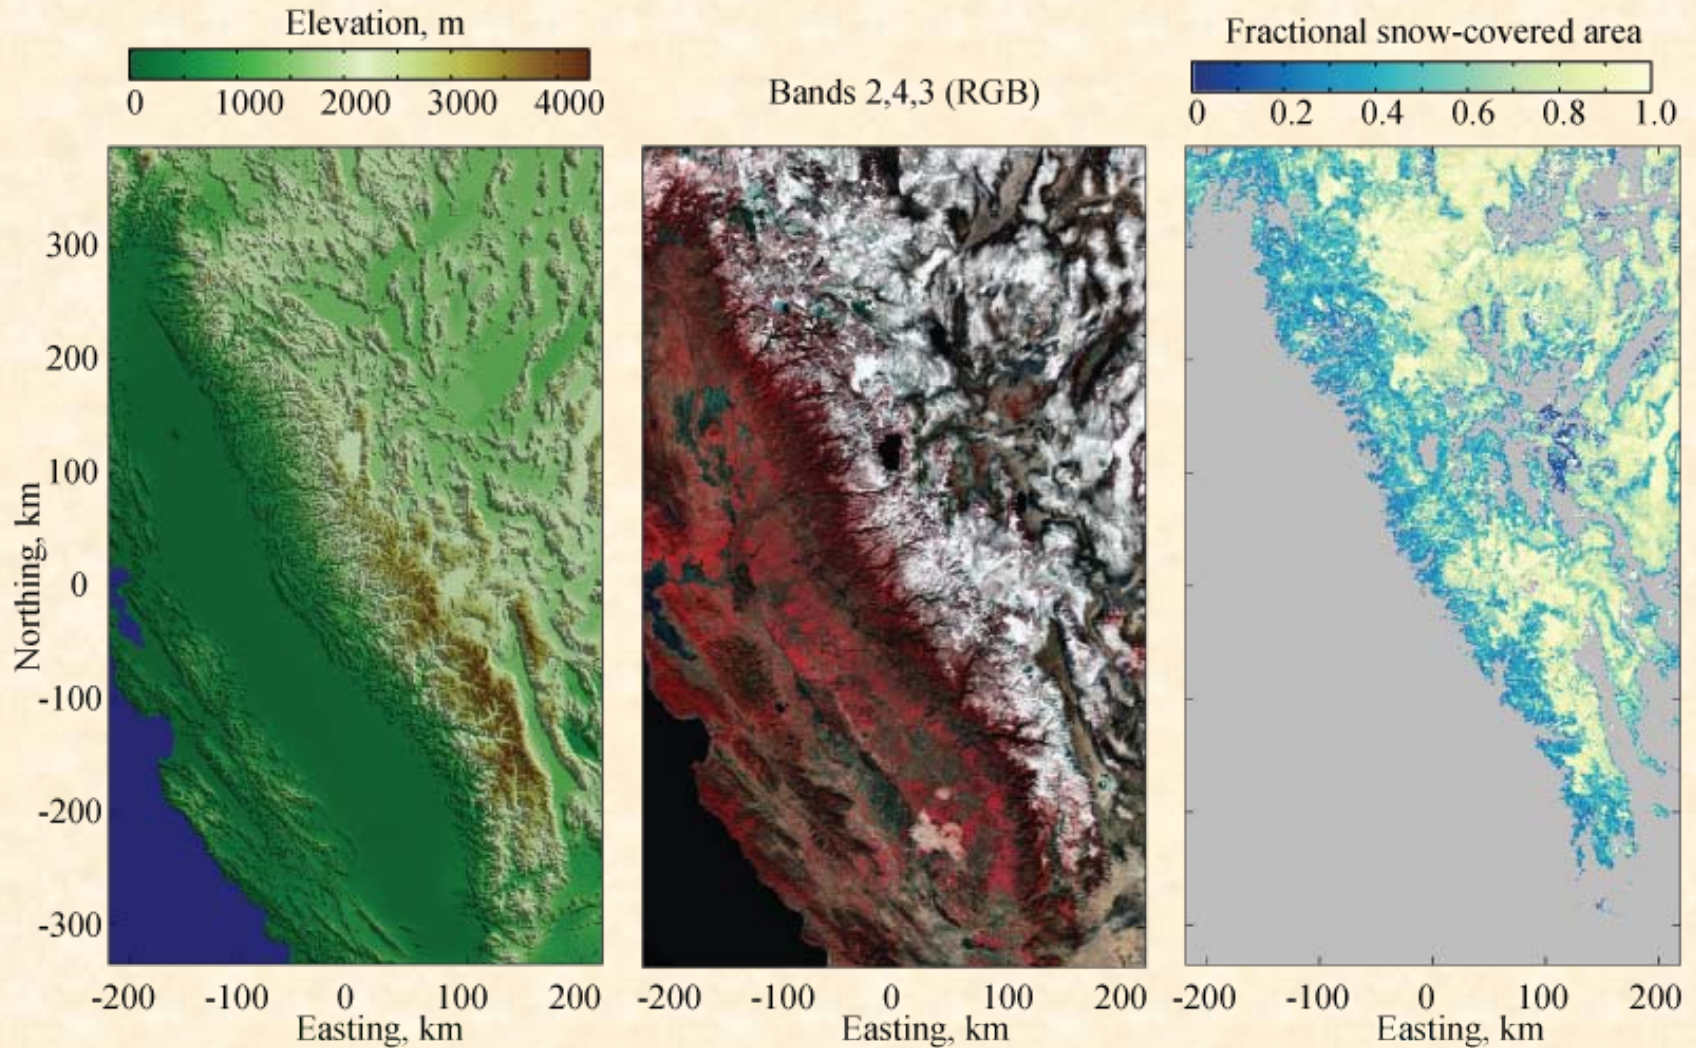 Elevation, m
0 1000 2000 3000 4000
Bands 2,4,3 (RGB)
Fractional snow-covered area
0 0.2 0.4 0.6 0.8 1.0
Northing, km
300
200
100
0
-100
-200
-300
-200 -100 0 100 200
Easting, km
-200 -100 0 100 200
Easting, km
-200 -100 0 100 200
Easting, km